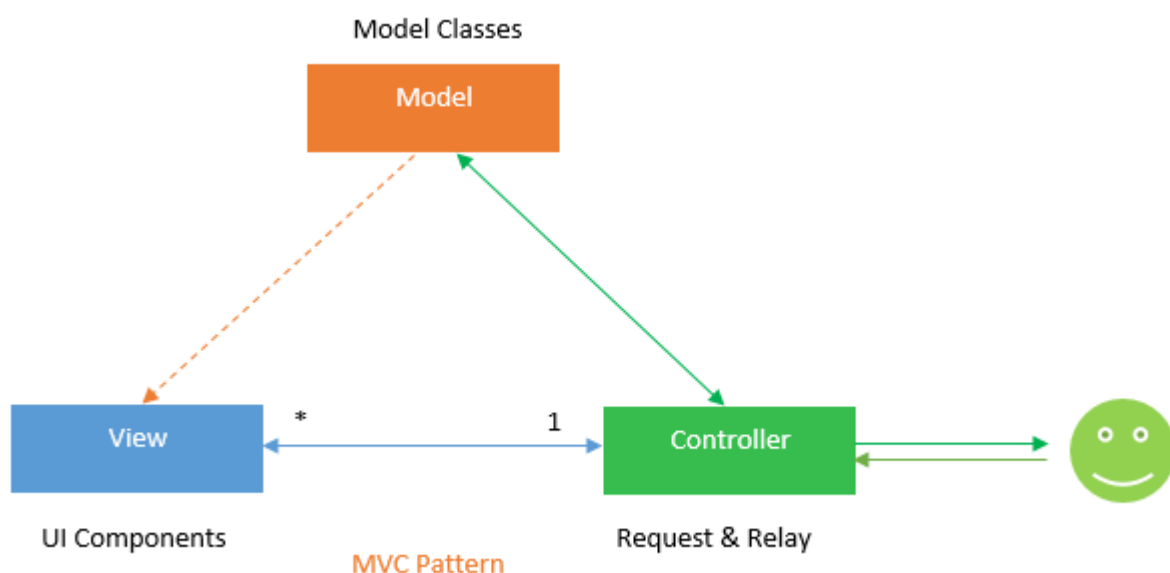 Model Classes
Model
* 1
View
Controller
UI Components
Request & Relay
MVC Pattern